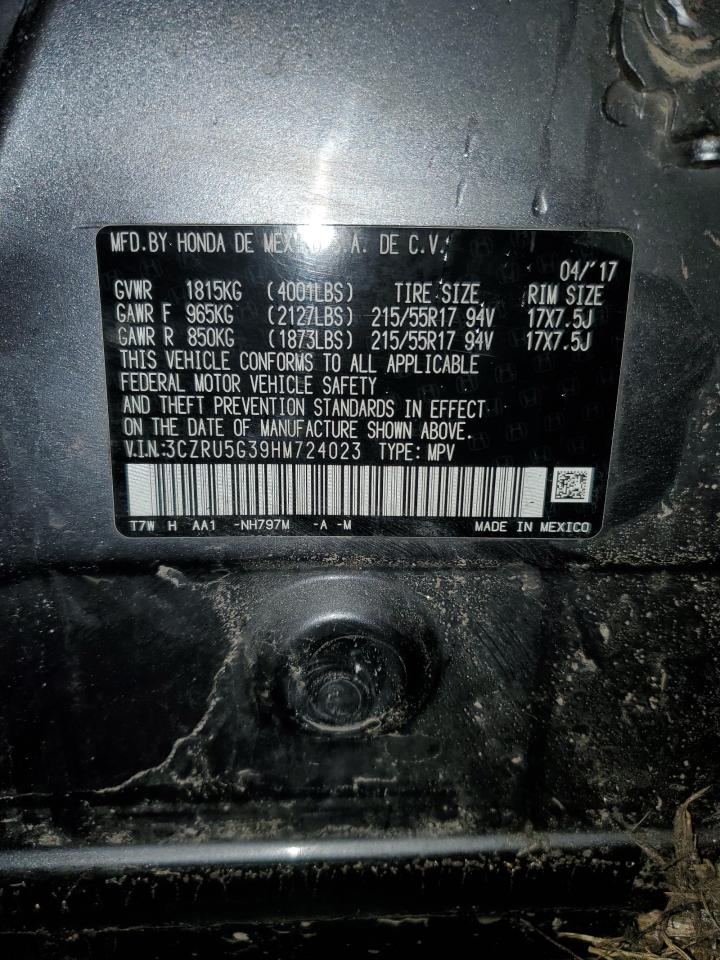 MFD.BY HONDA DE MEXICO S.A. DE C.V.
04/'17
GVWR 1815KG (4001LBS) TIRE SIZE RIM SIZE
GAWR F 965KG (2127LBS) 215/55R17 94V 17X7.5J
GAWR R 850KG (1873LBS) 215/55R17 94V 17X7.5J
THIS VEHICLE CONFORMS TO ALL APPLICABLE
FEDERAL MOTOR VEHICLE SAFETY
AND THEFT PREVENTION STANDARDS IN EFFECT
ON THE DATE OF MANUFACTURE SHOWN ABOVE.
V.I.N.:3CZRU5G39HM724023 TYPE: MPV
T7W H AA1 -NH797M -A -M MADE IN MEXICO